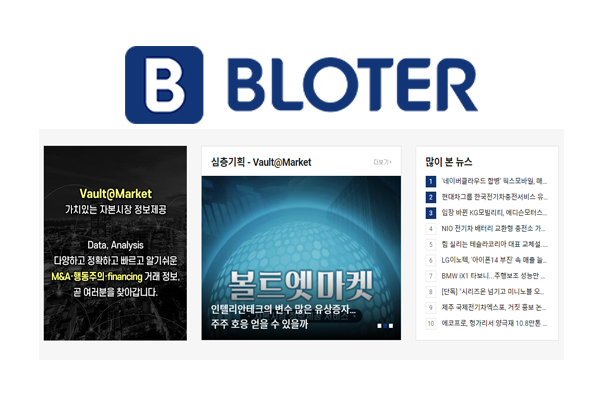 B BLOTER
Vault@Market
가치있는 자본시장 정보제공
Data, Analysis
다양하고 정확하고 빠르고 알기쉬운
M&A·행동주의·financing 거래 정보,
곧 여러분을 찾아갑니다.
심층기획 - Vault@Market
더보기+
볼트엣마켓
인텔리안테크의 변수 많은 유상증자...
주주 호응 얻을 수 있을까
많이 본 뉴스
1 '네이버클라우드 합병' 웍스모바일, 매...
2 현대차그룹 한국전기차충전서비스 유...
3 입장 바뀐 KG모빌리티, 에디슨모터스...
4 NIO 전기차 배터리 교환형 충전소 가...
5 힘 실리는 테슬라코리아 대표 교체설...
6 LG이노텍, '아이폰14 부진' 속 매출 늘...
7 BMW iX1 타보니...주행보조 성능만 ...
8 [단독] "시리즈온 넘기고 미니노블 오...
9 제주 국제전기차엑스포, 거짓 홍보 논...
10 에코프로, 헝가리서 양극재 10.8만톤 ...